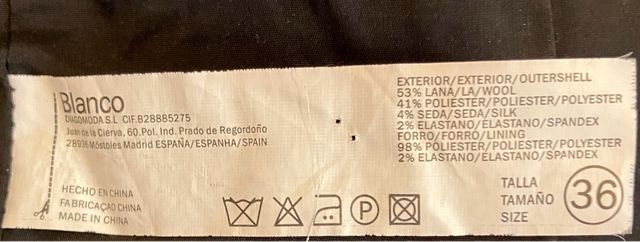 Blanco
DIAGOMODA S.L CIF.B28885275
Juan de la Cierva, 60.Pol. Ind. Prado de Regordoño
28936 Móstoles Madrid ESPAÑA/ESPANHA/SPAIN
HECHO EN CHINA
FABRICAÇÃO CHINA
MADE IN CHINA
P
EXTERIOR/EXTERIOR/OUTERSHELL
53% LANA/LA/WOOL
41% POLIESTER/POLIESTER/POLYESTER
4% SEDA/SEDA/SILK
2% ELASTANO/ELASTANO/SPANDEX
FORRO/FORRO/LINING
98% POLIESTER/POLIESTER/POLYESTER
2% ELASTANO/ELASTANO/SPANDEX
TALLA
TAMAÑO
SIZE
36